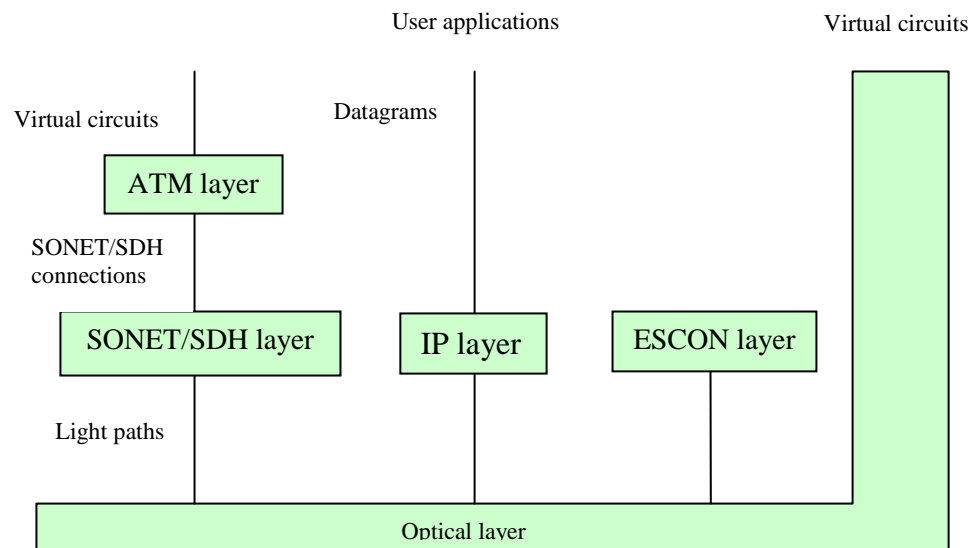 User applications
Virtual circuits
Virtual circuits
Datagrams
ATM layer
SONET/SDH
connections
SONET/SDH layer
IP layer
ESCON layer
Light paths
Optical layer